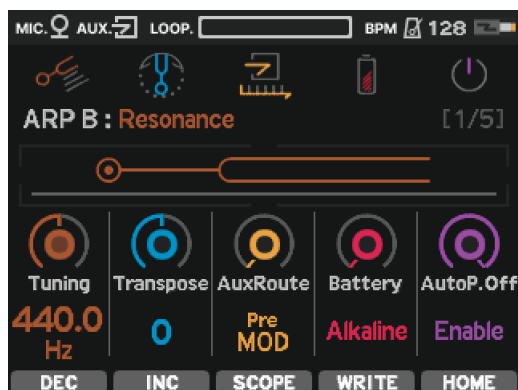 MIC. AUX. LOOP. BPM 128
ARP B : Resonance [1/5]
Tuning Transpose AuxRoute Battery AutoP.Off
440.0 Hz 0 Pre MOD Alkaline Enable
DEC INC SCOPE WRITE HOME